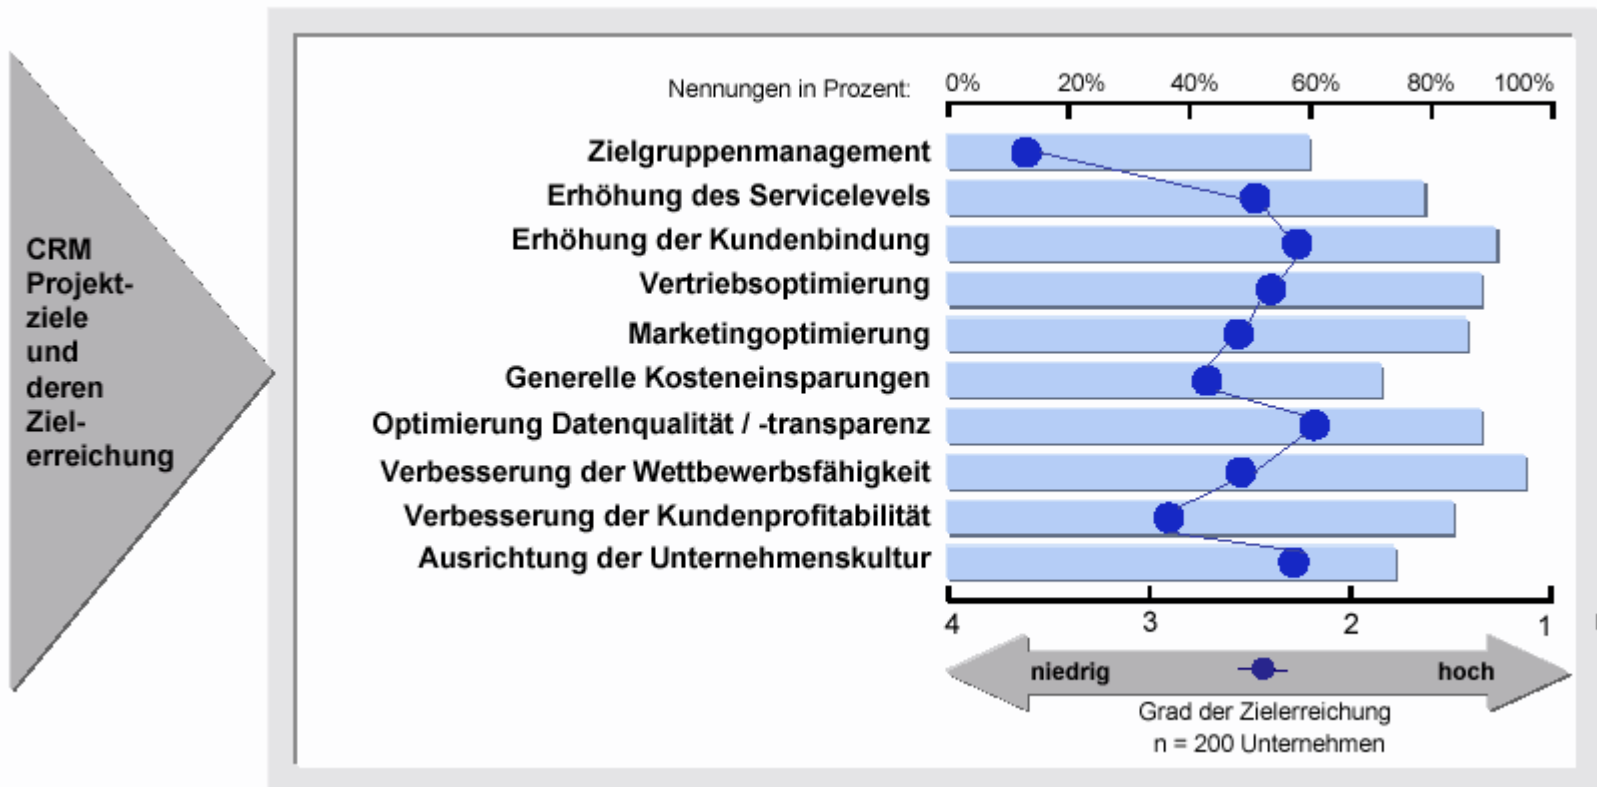 CRM
Projekt-
ziele
und
deren
Ziel-
erreichung
Nennungen in Prozent:
0% 20% 40% 60% 80% 100%
Zielgruppenmanagement
Erhöhung des Servicelevels
Erhöhung der Kundenbindung
Vertriebsoptimierung
Marketingoptimierung
Generelle Kosteneinsparungen
Optimierung Datenqualität / -transparenz
Verbesserung der Wettbewerbsfähigkeit
Verbesserung der Kundenprofitabilität
Ausrichtung der Unternehmenskultur
4 3 2 1
niedrig hoch
Grad der Zielerreichung
n = 200 Unternehmen